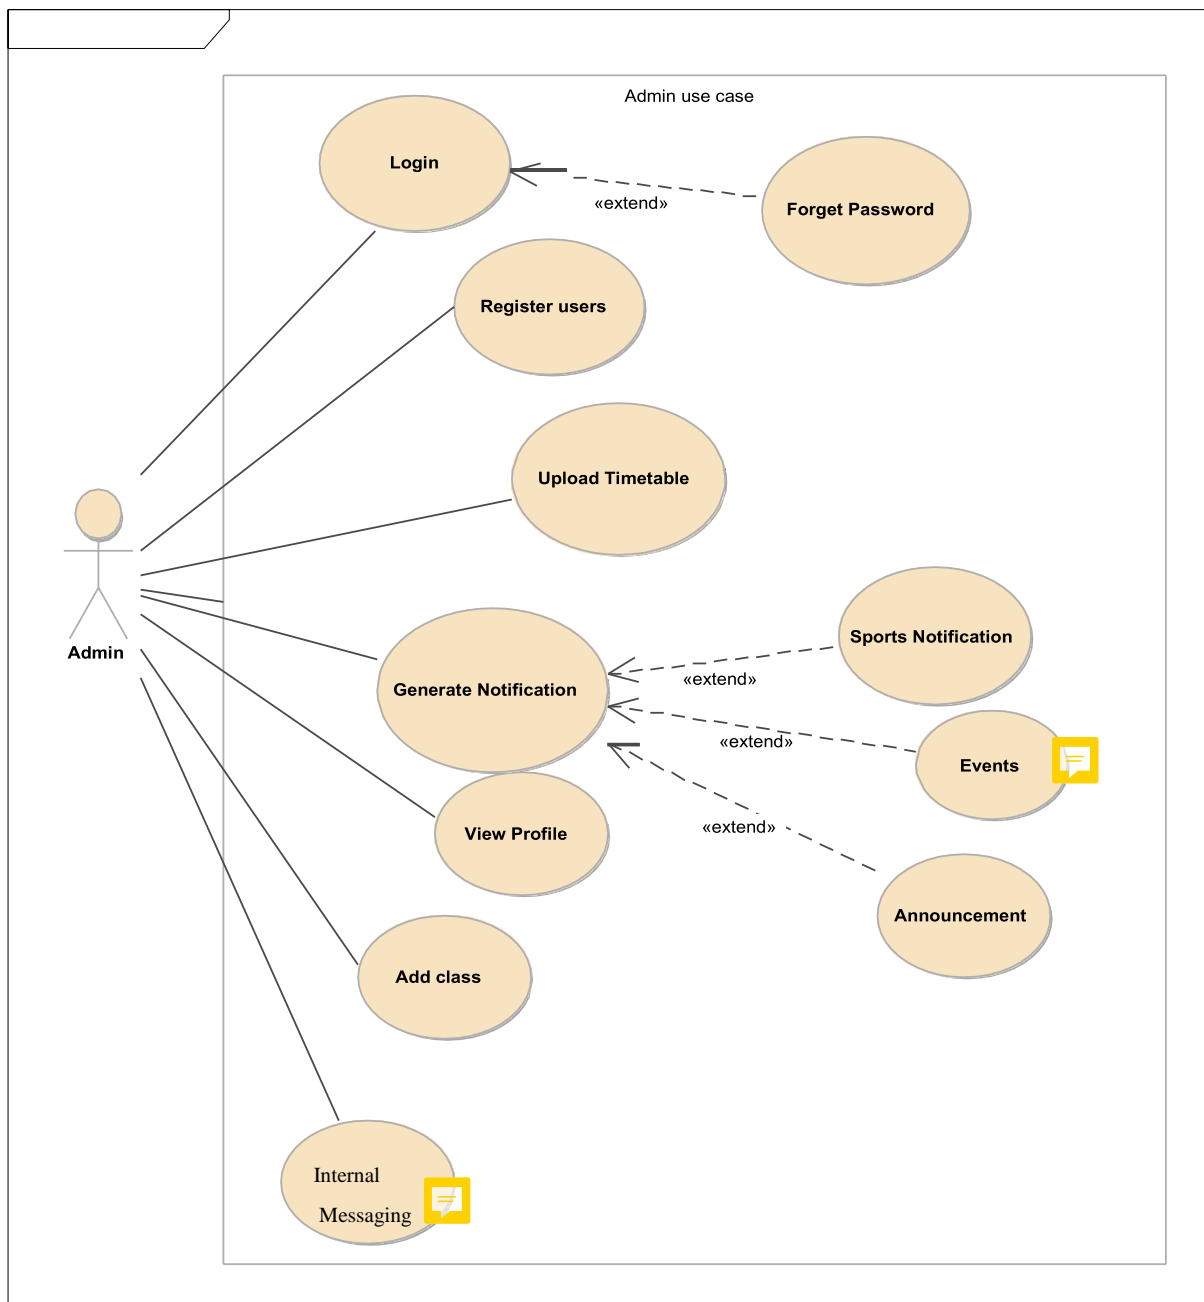 Admin use case
Login
Forget Password
«extend»
Register users
Upload Timetable
Sports Notification
Admin
«extend»
Generate Notification
«extend»
Events
«extend»
View Profile
Announcement
Add class
Internal
Messaging